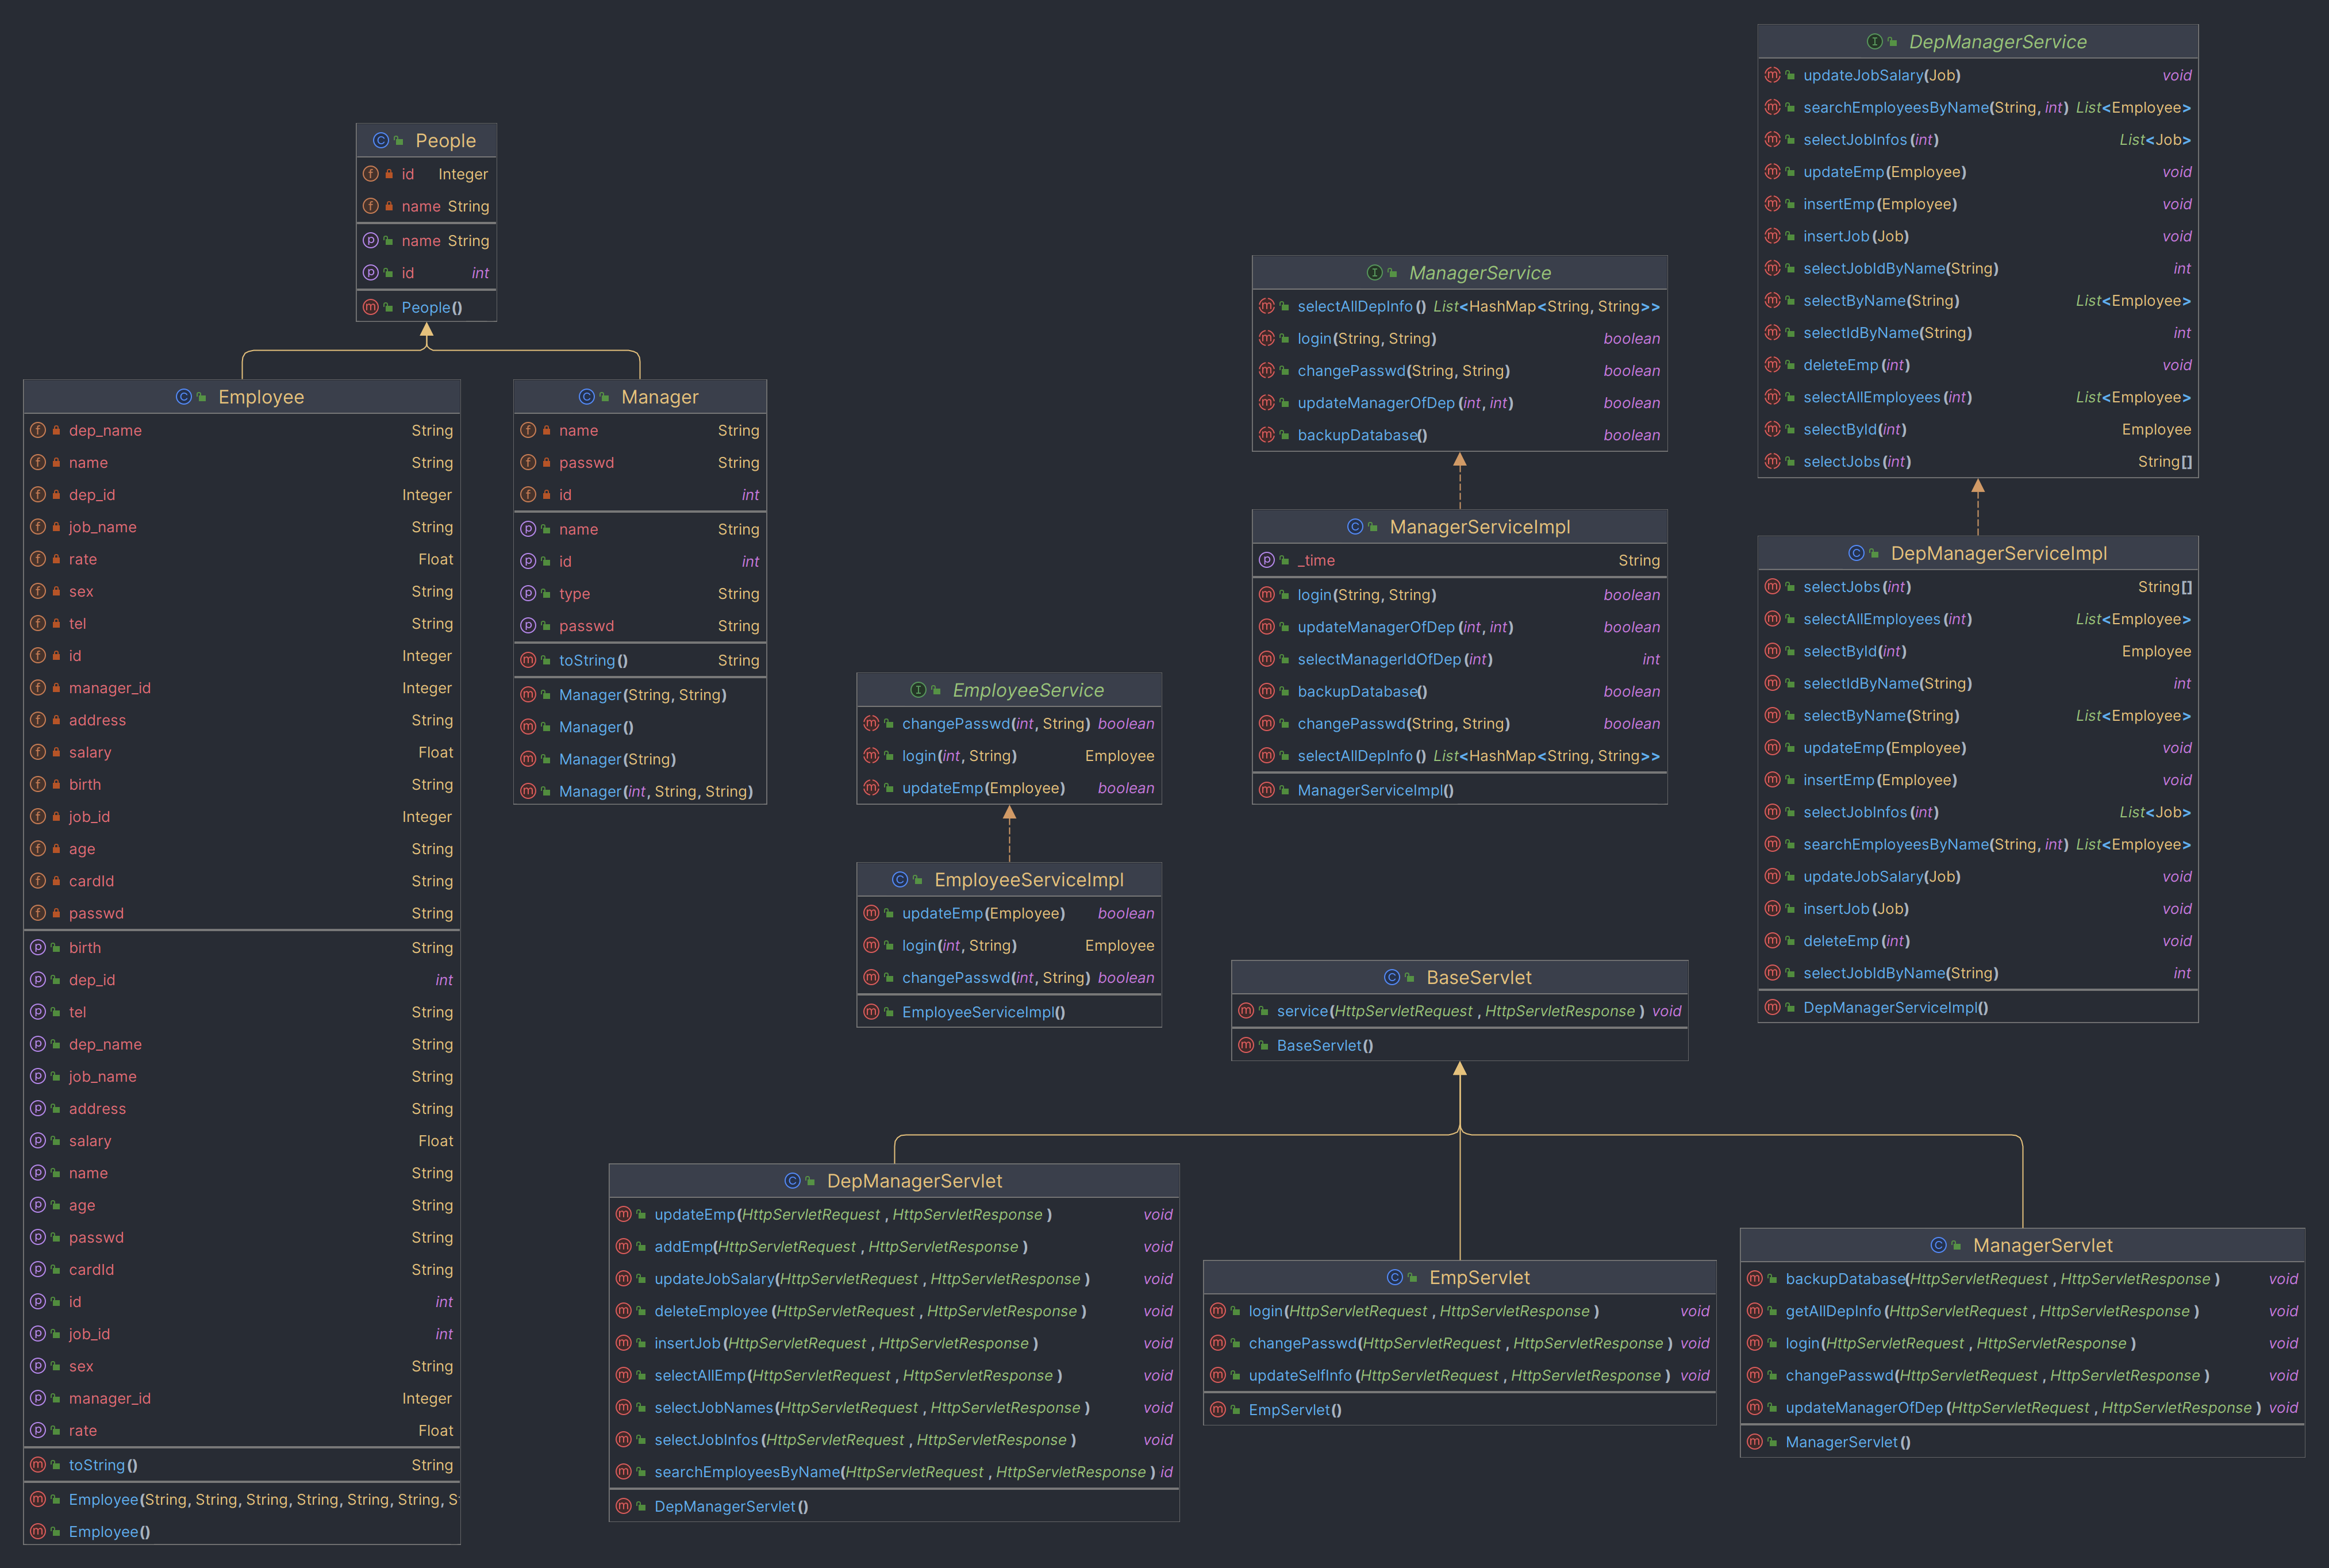 People
id Integer
name String
name String
id int
People()
Employee
dep_name String
name String
dep_id Integer
job_name String
rate Float
sex String
tel String
id Integer
manager_id Integer
address String
salary Float
birth String
job_id Integer
age String
cardId String
passwd String
birth String
dep_id int
tel String
dep_name String
job_name String
address String
salary Float
name String
age String
passwd String
cardId String
id int
job_id int
sex String
manager_id Integer
rate Float
toString() String
Employee(String, String, String, String, String, String, S
Employee()
Manager
name String
passwd String
id int
name String
id int
type String
passwd String
toString() String
Manager(String, String)
Manager()
Manager(String)
Manager(int, String, String)
EmployeeService
changePasswd(int, String) boolean
login(int, String) Employee
updateEmp(Employee) boolean
EmployeeServiceImpl
updateEmp(Employee) boolean
login(int, String) Employee
changePasswd(int, String) boolean
EmployeeServiceImpl()
ManagerService
selectAllDepInfo() List<HashMap<String, String>>
login(String, String) boolean
changePasswd(String, String) boolean
updateManagerOfDep(int, int) boolean
backupDatabase() boolean
ManagerServiceImpl
_time String
login(String, String) boolean
updateManagerOfDep(int, int) boolean
selectManagerIdOfDep(int) int
backupDatabase() boolean
changePasswd(String, String) boolean
selectAllDepInfo() List<HashMap<String, String>>
ManagerServiceImpl()
DepManagerService
updateJobSalary(Job) void
searchEmployeesByName(String, int) List<Employee>
selectJobInfos(int) List<Job>
updateEmp(Employee) void
insertEmp(Employee) void
insertJob(Job) void
selectJobIdByName(String) int
selectByName(String) List<Employee>
selectIdByName(String) int
deleteEmp(int) void
selectAllEmployees(int) List<Employee>
selectById(int) Employee
selectJobs(int) String[]
DepManagerServiceImpl
selectJobs(int) String[]
selectAllEmployees(int) List<Employee>
selectById(int) Employee
selectIdByName(String) int
selectByName(String) List<Employee>
updateEmp(Employee) void
insertEmp(Employee) void
selectJobInfos(int) List<Job>
searchEmployeesByName(String, int) List<Employee>
updateJobSalary(Job) void
insertJob(Job) void
deleteEmp(int) void
selectJobIdByName(String) int
DepManagerServiceImpl()
BaseServlet
service(HttpServletRequest, HttpServletResponse) void
BaseServlet()
DepManagerServlet
updateEmp(HttpServletRequest, HttpServletResponse) void
addEmp(HttpServletRequest, HttpServletResponse) void
updateJobSalary(HttpServletRequest, HttpServletResponse) void
deleteEmployee(HttpServletRequest, HttpServletResponse) void
insertJob(HttpServletRequest, HttpServletResponse) void
selectAllEmp(HttpServletRequest, HttpServletResponse) void
selectJobNames(HttpServletRequest, HttpServletResponse) void
selectJobInfos(HttpServletRequest, HttpServletResponse) void
searchEmployeesByName(HttpServletRequest, HttpServletResponse) id
DepManagerServlet()
EmpServlet
login(HttpServletRequest, HttpServletResponse) void
changePasswd(HttpServletRequest, HttpServletResponse) void
updateSelfInfo(HttpServletRequest, HttpServletResponse) void
EmpServlet()
ManagerServlet
backupDatabase(HttpServletRequest, HttpServletResponse) void
getAllDepInfo(HttpServletRequest, HttpServletResponse) void
login(HttpServletRequest, HttpServletResponse) void
changePasswd(HttpServletRequest, HttpServletResponse) void
updateManagerOfDep(HttpServletRequest, HttpServletResponse) void
ManagerServlet()